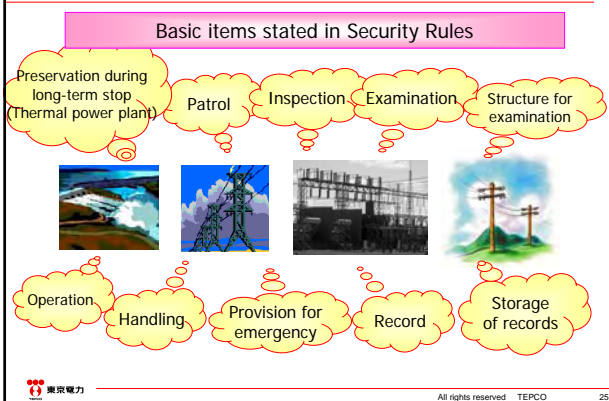 Basic items stated in Security Rules
Preservation during
long-term stop
(Thermal power plant)
Patrol
Inspection
Examination
Structure for
examination
Operation
Handling
Provision for
emergency
Record
Storage
of records
東京電力
TEPCO
All rights reserved TEPCO 25